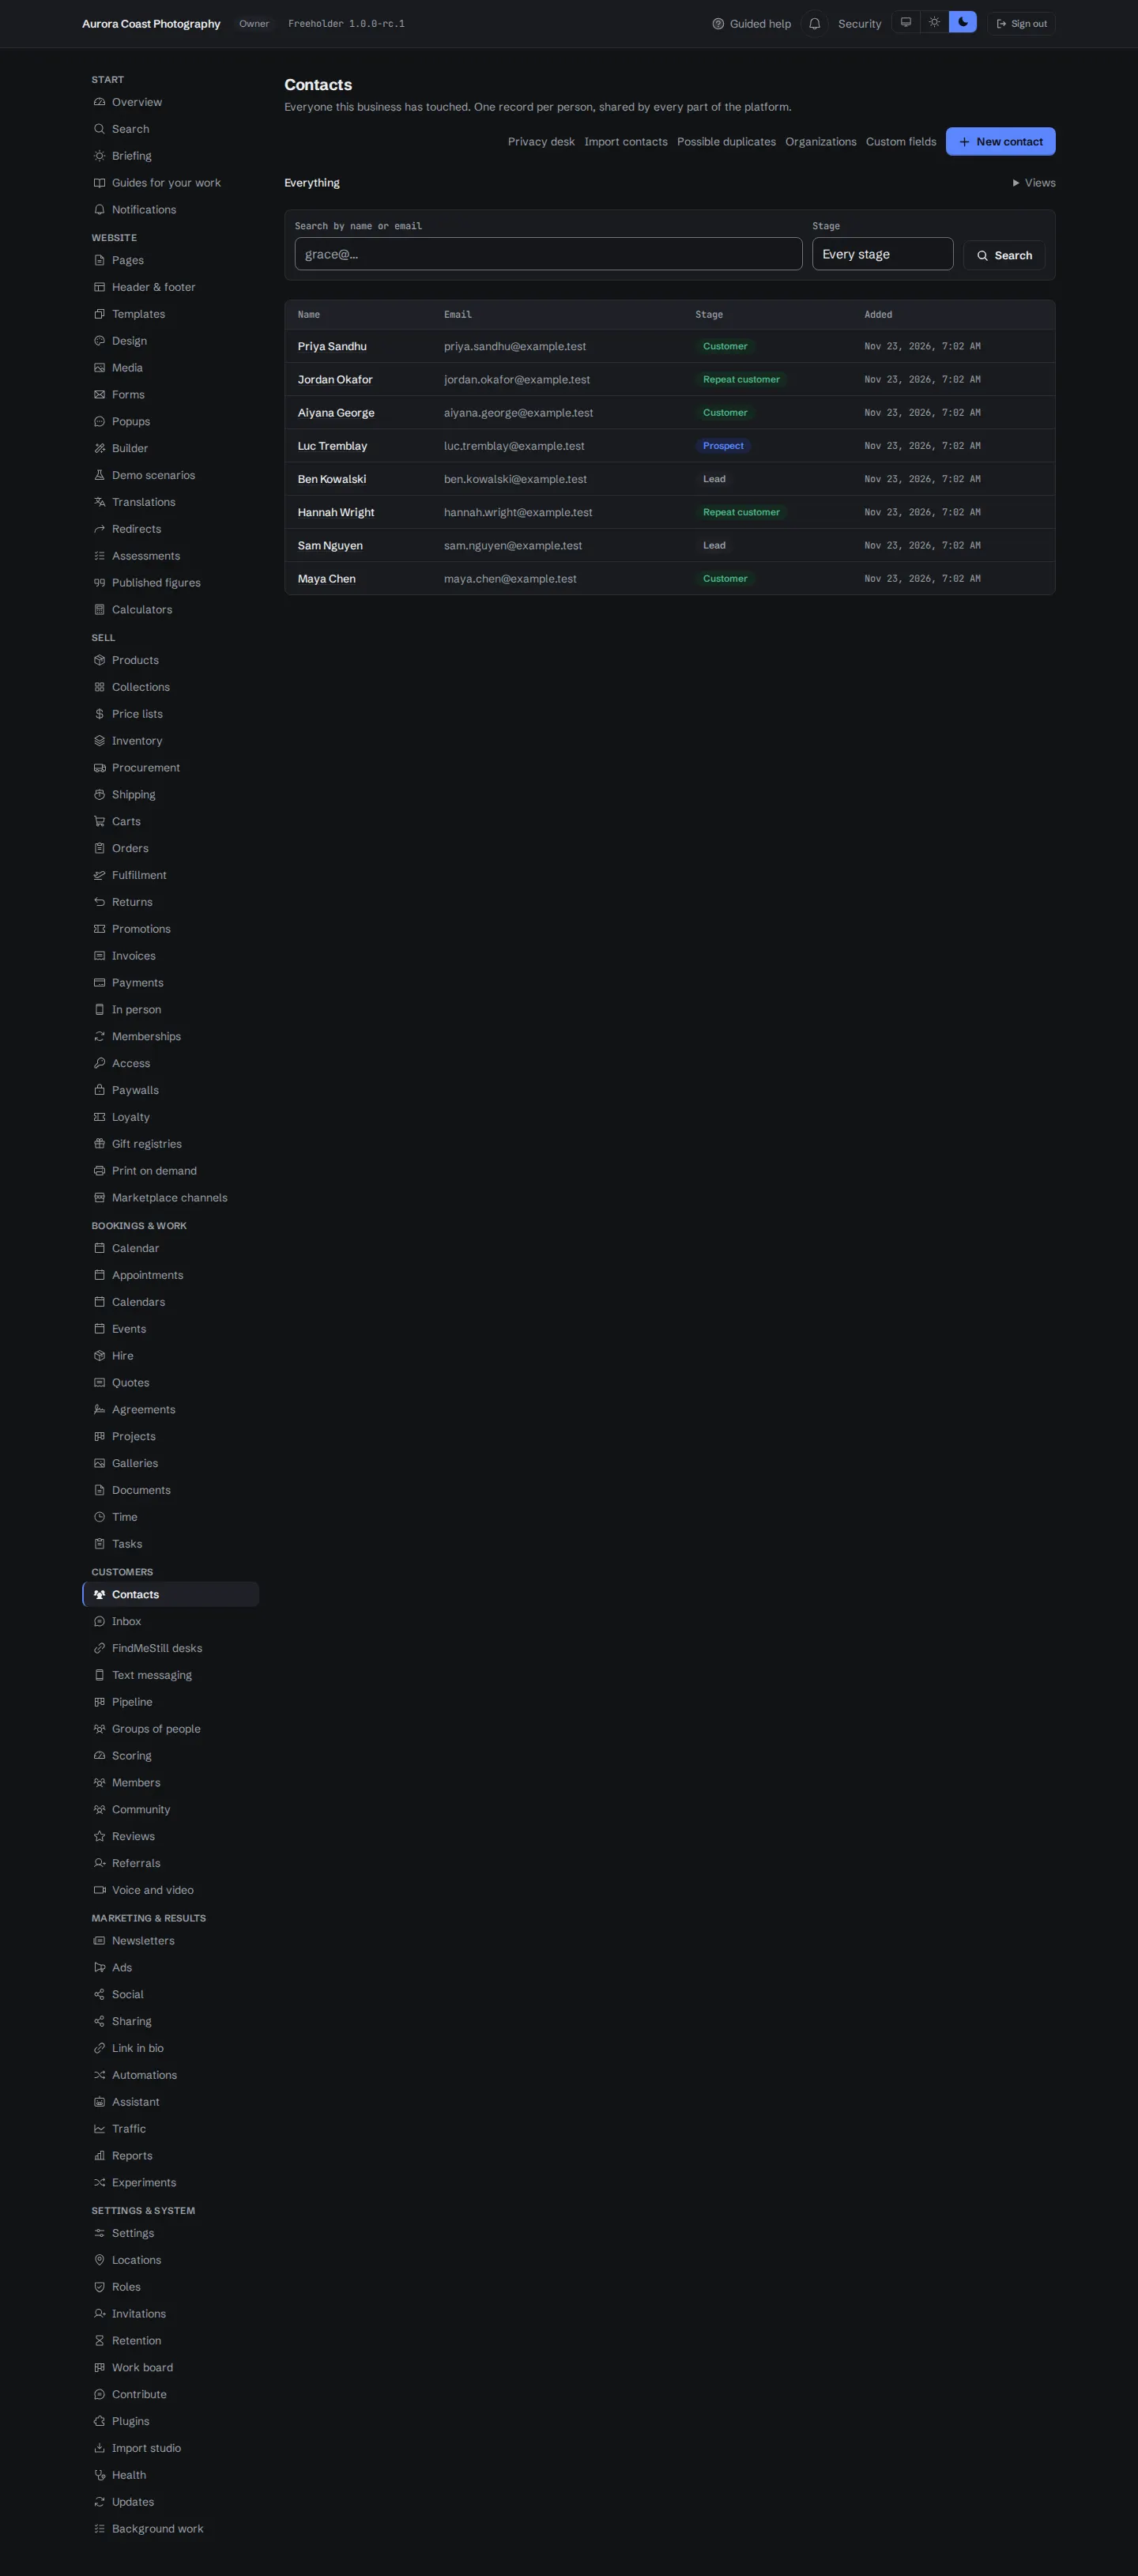 Aurora Coast Photography Owner Freeholder 1.0.0-rc.1 Guided help Security Sign out
START
Overview
Search
Briefing
Guides for your work
Notifications
WEBSITE
Pages
Header & footer
Templates
Design
Media
Forms
Popups
Builder
Demo scenarios
Translations
Redirects
Assessments
Published figures
Calculators
SELL
Products
Collections
Price lists
Inventory
Procurement
Shipping
Carts
Orders
Fulfillment
Returns
Promotions
Invoices
Payments
In person
Memberships
Access
Paywalls
Loyalty
Gift registries
Print on demand
Marketplace channels
BOOKINGS & WORK
Calendar
Appointments
Calendars
Events
Hire
Quotes
Agreements
Projects
Galleries
Documents
Time
Tasks
CUSTOMERS
Contacts
Inbox
FindMeStill desks
Text messaging
Pipeline
Groups of people
Scoring
Members
Community
Reviews
Referrals
Voice and video
MARKETING & RESULTS
Newsletters
Ads
Social
Sharing
Link in bio
Automations
Assistant
Traffic
Reports
Experiments
SETTINGS & SYSTEM
Settings
Locations
Roles
Invitations
Retention
Work board
Contribute
Plugins
Import studio
Health
Updates
Background work
Contacts
Everyone this business has touched. One record per person, shared by every part of the platform.
Privacy desk Import contacts Possible duplicates Organizations Custom fields New contact
Everything Views
Search by name or email Stage
grace@… Every stage Search
Name Email Stage Added
Priya Sandhu priya.sandhu@example.test Customer Nov 23, 2026, 7:02 AM
Jordan Okafor jordan.okafor@example.test Repeat customer Nov 23, 2026, 7:02 AM
Aiyana George aiyana.george@example.test Customer Nov 23, 2026, 7:02 AM
Luc Tremblay luc.tremblay@example.test Prospect Nov 23, 2026, 7:02 AM
Ben Kowalski ben.kowalski@example.test Lead Nov 23, 2026, 7:02 AM
Hannah Wright hannah.wright@example.test Repeat customer Nov 23, 2026, 7:02 AM
Sam Nguyen sam.nguyen@example.test Lead Nov 23, 2026, 7:02 AM
Maya Chen maya.chen@example.test Customer Nov 23, 2026, 7:02 AM